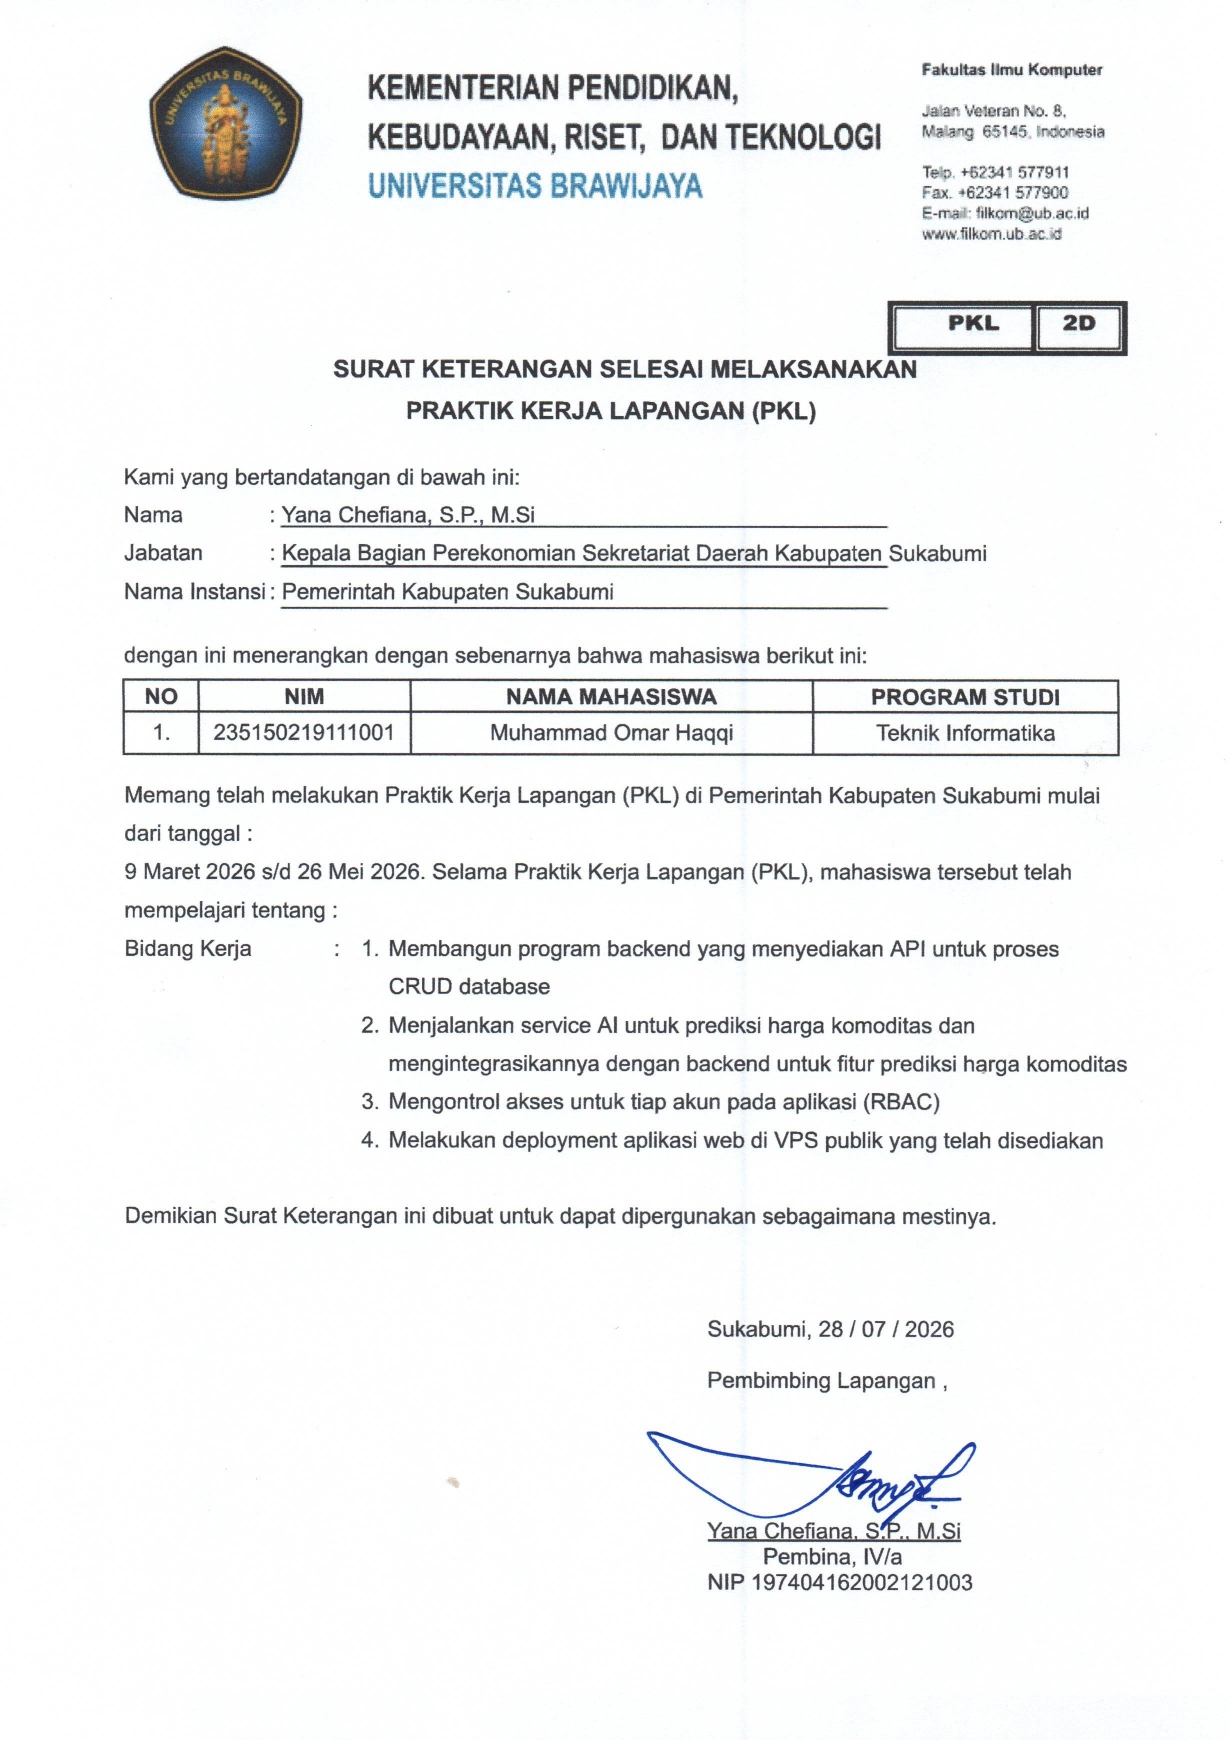 UNIVERSITAS BRAWIJAYA
KEMENTERIAN PENDIDIKAN,
KEBUDAYAAN, RISET, DAN TEKNOLOGI
UNIVERSITAS BRAWIJAYA
Fakultas Ilmu Komputer
Jalan Veteran No. 8,
Malang 65145, Indonesia
Telp. +62341 577911
Fax. +62341 577900
E-mail: filkom@ub.ac.id
www.filkom.ub.ac.id
PKL 2D
SURAT KETERANGAN SELESAI MELAKSANAKAN
PRAKTIK KERJA LAPANGAN (PKL)
Kami yang bertandatangan di bawah ini:
Nama : Yana Chefiana, S.P., M.Si
Jabatan : Kepala Bagian Perekonomian Sekretariat Daerah Kabupaten Sukabumi
Nama Instansi : Pemerintah Kabupaten Sukabumi
dengan ini menerangkan dengan sebenarnya bahwa mahasiswa berikut ini:
NO NIM NAMA MAHASISWA PROGRAM STUDI
1. 235150219111001 Muhammad Omar Haqqi Teknik Informatika
Memang telah melakukan Praktik Kerja Lapangan (PKL) di Pemerintah Kabupaten Sukabumi mulai
dari tanggal :
9 Maret 2026 s/d 26 Mei 2026. Selama Praktik Kerja Lapangan (PKL), mahasiswa tersebut telah
mempelajari tentang :
Bidang Kerja : 1. Membangun program backend yang menyediakan API untuk proses
CRUD database
2. Menjalankan service AI untuk prediksi harga komoditas dan
mengintegrasikannya dengan backend untuk fitur prediksi harga komoditas
3. Mengontrol akses untuk tiap akun pada aplikasi (RBAC)
4. Melakukan deployment aplikasi web di VPS publik yang telah disediakan
Demikian Surat Keterangan ini dibuat untuk dapat dipergunakan sebagaimana mestinya.
Sukabumi, 28 / 07 / 2026
Pembimbing Lapangan ,
Yana Chefiana, S.P., M.Si
Pembina, IV/a
NIP 197404162002121003